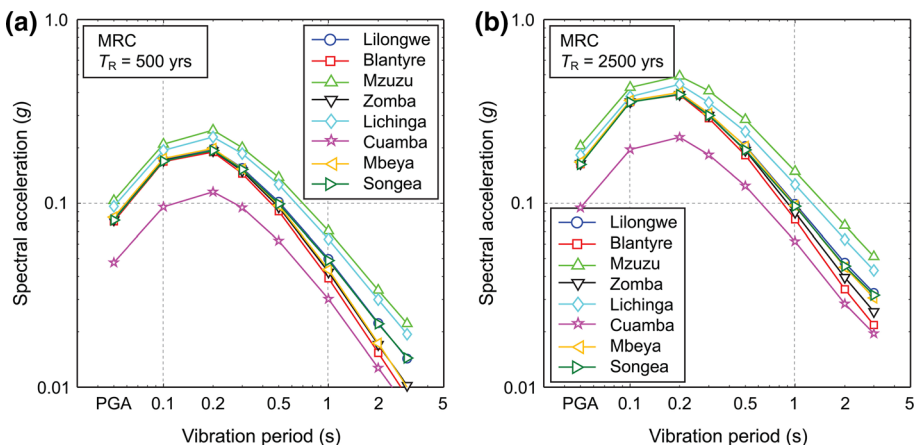 (a)
MRC
T_R = 500 yrs
Lilongwe
Blantyre
Mzuzu
Zomba
Lichinga
Cuamba
Mbeya
Songea
Spectral acceleration (g)
1.0
0.1
0.01
PGA 0.1 0.2 0.5 1 2 5
Vibration period (s)
(b)
MRC
T_R = 2500 yrs
Lilongwe
Blantyre
Mzuzu
Zomba
Lichinga
Cuamba
Mbeya
Songea
Spectral acceleration (g)
1.0
0.1
0.01
PGA 0.1 0.2 0.5 1 2 5
Vibration period (s)